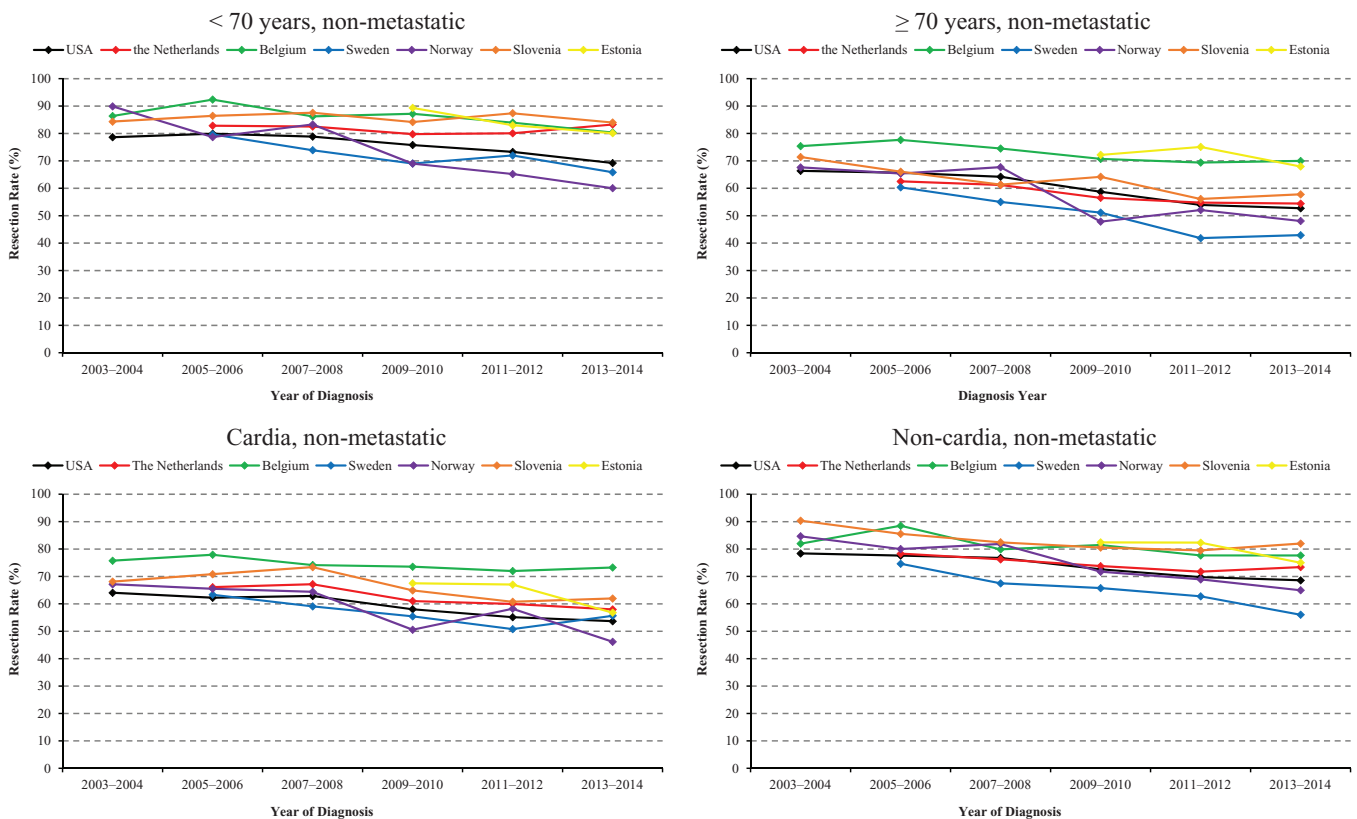 < 70 years, non-metastatic
USA the Netherlands Belgium Sweden Norway Slovenia Estonia
Resection Rate (%)
100
90
80
70
60
50
40
30
20
10
0
2003–2004 2005–2006 2007–2008 2009–2010 2011–2012 2013–2014
Year of Diagnosis
≥ 70 years, non-metastatic
USA the Netherlands Belgium Sweden Norway Slovenia Estonia
Resection Rate (%)
100
90
80
70
60
50
40
30
20
10
0
2003–2004 2005–2006 2007–2008 2009–2010 2011–2012 2013–2014
Diagnosis Year
Cardia, non-metastatic
USA The Netherlands Belgium Sweden Norway Slovenia Estonia
Resection Rate (%)
100
90
80
70
60
50
40
30
20
10
0
2003–2004 2005–2006 2007–2008 2009–2010 2011–2012 2013–2014
Year of Diagnosis
Non-cardia, non-metastatic
USA The Netherlands Belgium Sweden Norway Slovenia Estonia
Resection Rate (%)
100
90
80
70
60
50
40
30
20
10
0
2003–2004 2005–2006 2007–2008 2009–2010 2011–2012 2013–2014
Year of Diagnosis